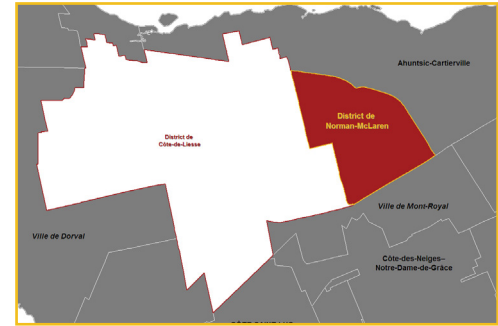 Ahuntsic-Cartierville
District de
Norman-McLaren
District de
Côte-de-Liesse
Ville de Mont-Royal
Ville de Dorval
Côte-des-Neiges–
Notre-Dame-de-Grâce